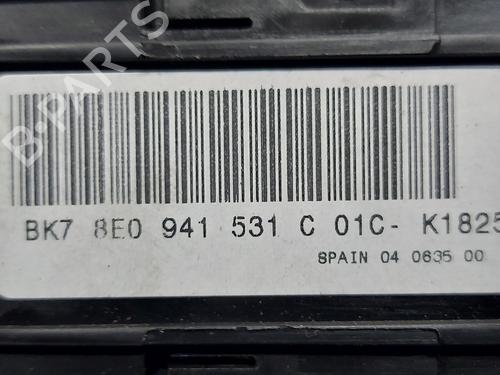 B-PARTS
BK7 8E0 941 531 C 01C- K1825
SPAIN 04 0635 00